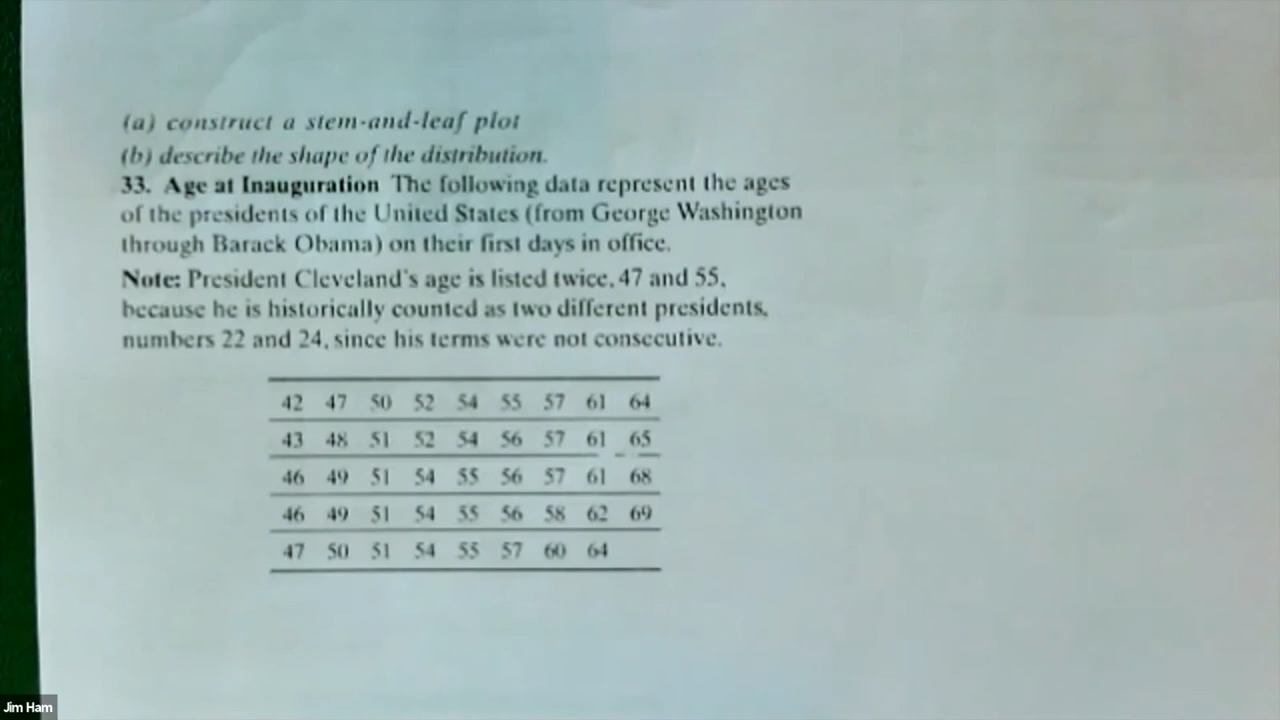 (a) construct a stem-and-leaf plot
(b) describe the shape of the distribution.
33. Age at Inauguration The following data represent the ages
of the presidents of the United States (from George Washington
through Barack Obama) on their first days in office.
Note: President Cleveland's age is listed twice, 47 and 55,
because he is historically counted as two different presidents,
numbers 22 and 24, since his terms were not consecutive.
42 47 50 52 54 55 57 61 64
43 48 51 52 54 56 57 61 65
46 49 51 54 55 56 57 61 68
46 49 51 54 55 56 58 62 69
47 50 51 54 55 57 60 64
Jim Ham